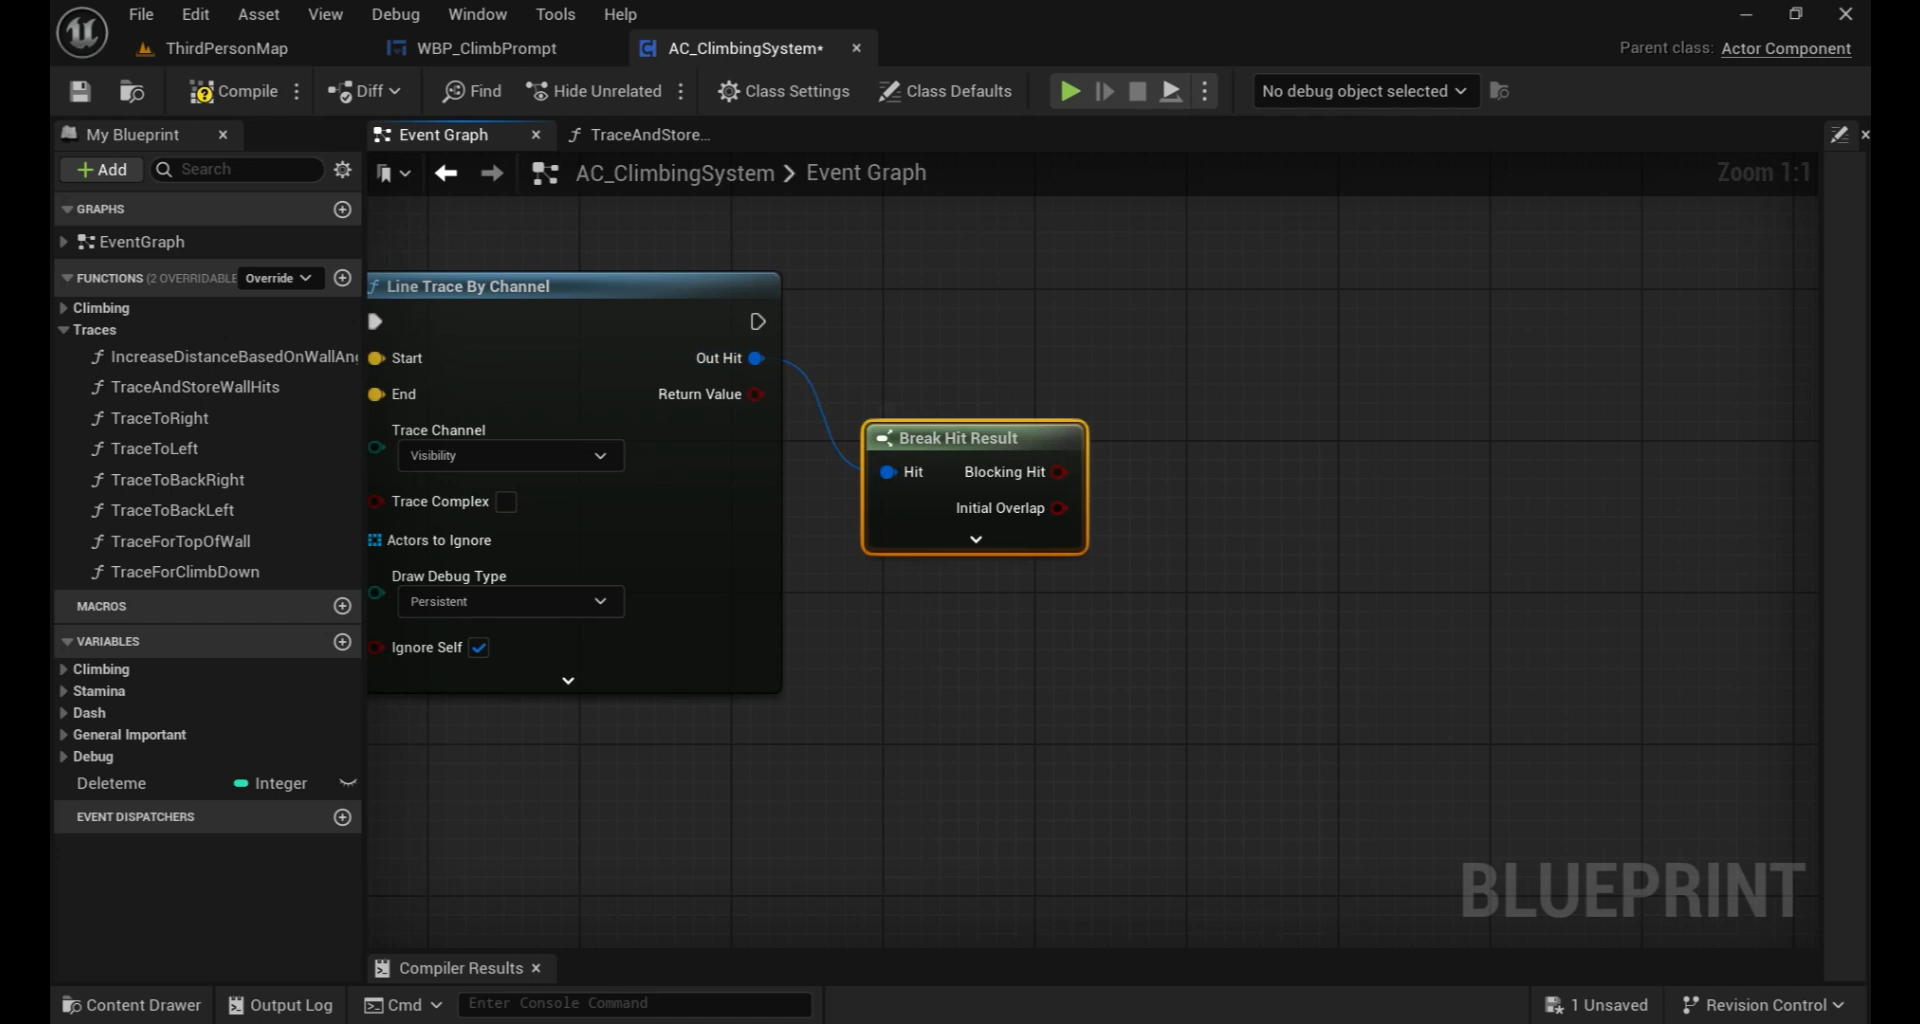 File Edit Asset View Debug Window Tools Help
ThirdPersonMap WBP_ClimbPrompt AC_ClimbingSystem* Parent class: Actor Component
Compile Diff Find Hide Unrelated Class Settings Class Defaults No debug object selected
My Blueprint Event Graph TraceAndStore...
Add Search AC_ClimbingSystem > Event Graph Zoom 1:1
GRAPHS
EventGraph
FUNCTIONS (2 OVERRIDABLE Override
Climbing
Traces
IncreaseDistanceBasedOnWallAng
TraceAndStoreWallHits
TraceToRight
TraceToLeft
TraceToBackRight
TraceToBackLeft
TraceForTopOfWall
TraceForClimbDown
MACROS
VARIABLES
Climbing
Stamina
Dash
General Important
Debug
Deleteme Integer
EVENT DISPATCHERS
Line Trace By Channel
Start Out Hit
End Return Value
Trace Channel
Visibility
Trace Complex
Actors to Ignore
Draw Debug Type
Persistent
Ignore Self
Break Hit Result
Hit Blocking Hit
Initial Overlap
BLUEPRINT
Compiler Results
Content Drawer Output Log Cmd Enter Console Command 1 Unsaved Revision Control